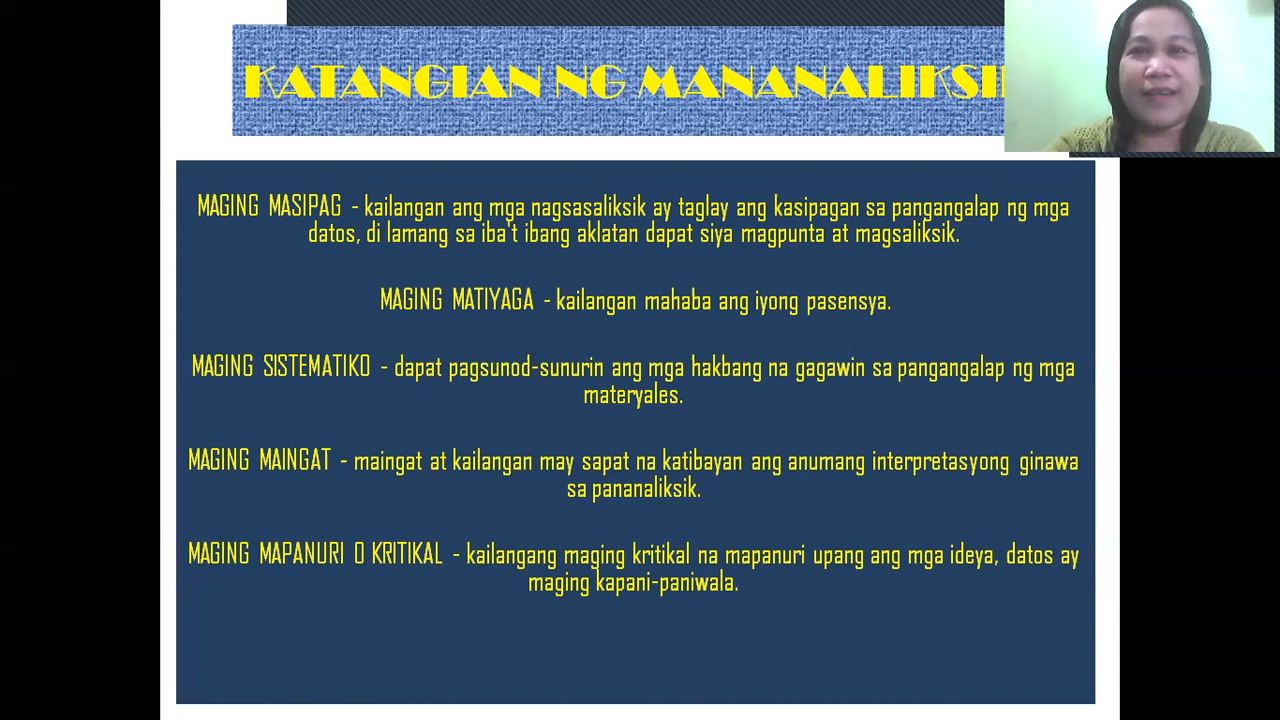 KATANGIAN NG MANANALIKSI
MAGING MASIPAG - kailangan ang mga nagsasaliksik ay taglay ang kasipagan sa pangangalap ng mga
datos, di lamang sa iba't ibang aklatan dapat siya magpunta at magsaliksik.
MAGING MATIYAGA - kailangan mahaba ang iyong pasensya.
MAGING SISTEMATIKO - dapat pagsunod-sunurin ang mga hakbang na gagawin sa pangangalap ng mga
materyales.
MAGING MAINGAT - maingat at kailangan may sapat na katibayan ang anumang interpretasyong ginawa
sa pananaliksik.
MAGING MAPANURI O KRITIKAL - kailangang maging kritikal na mapanuri upang ang mga ideya, datos ay
maging kapani-paniwala.